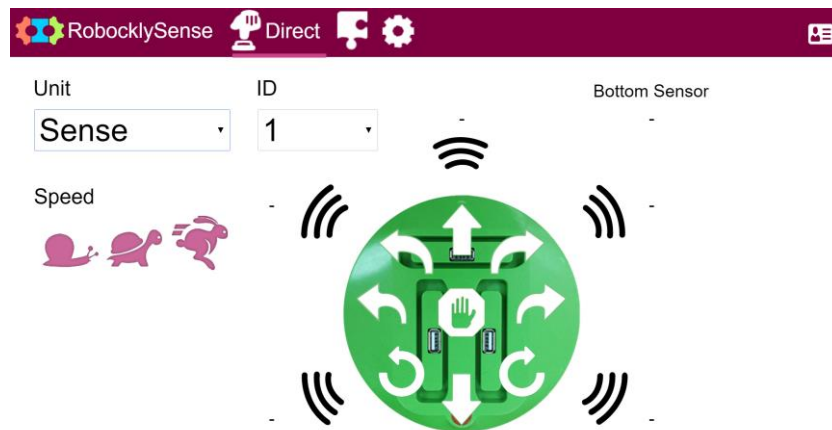 RobocklySense Direct
Unit ID Bottom Sensor
Sense 1 - -
Speed - -
- -